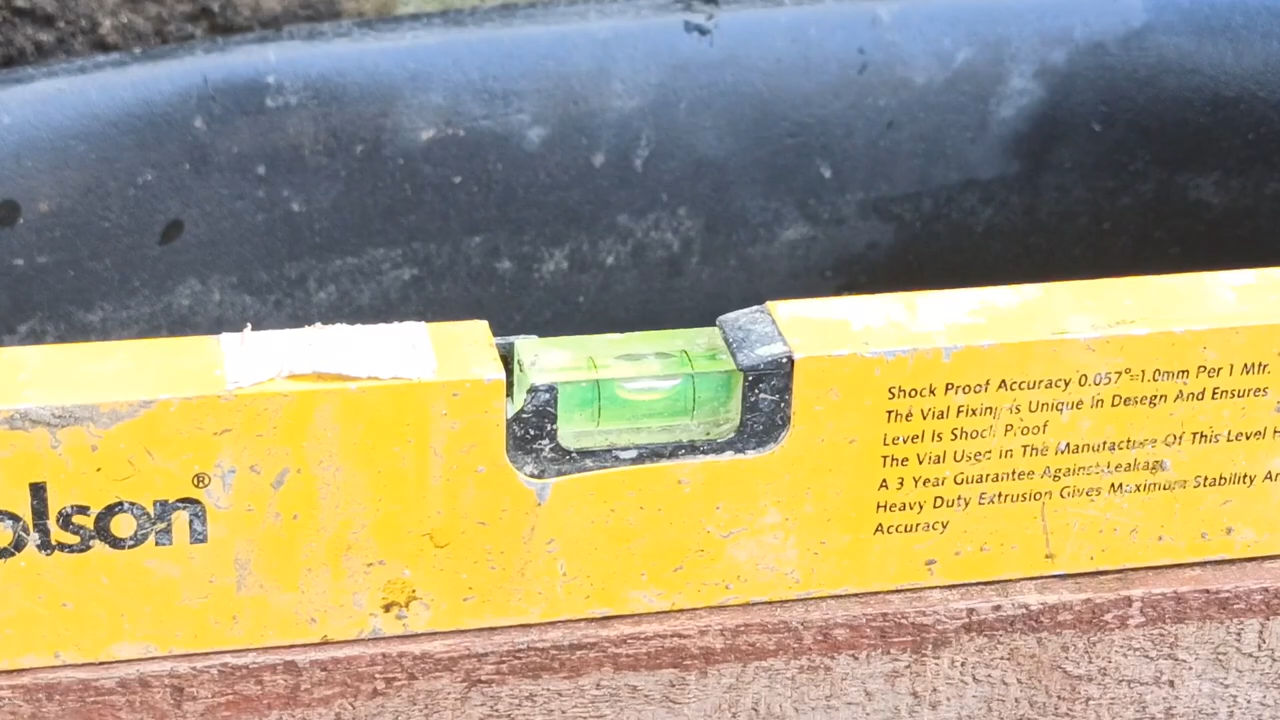 olson®
Shock Proof Accuracy 0.057°=1.0mm Per 1 Mtr.
The Vial Fixing is Unique In Desegn And Ensures
Level Is Shock Proof
The Vial Used in The Manufacture Of This Level H
A 3 Year Guarantee Against Leakage
Heavy Duty Extrusion Gives Maximum Stability An
Accuracy